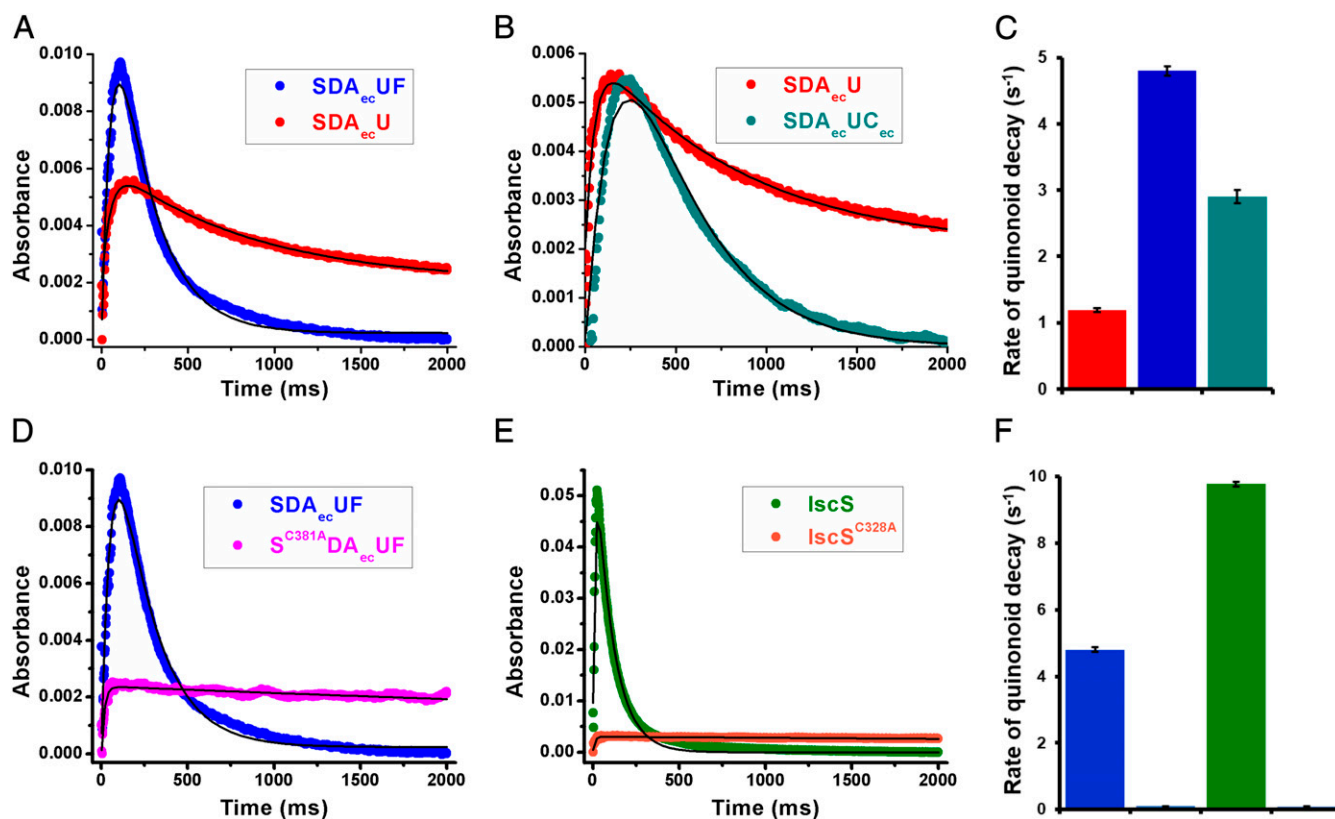 A
Absorbance
0.010
0.008
0.006
0.004
0.002
0.000
SDAecUF
SDAecU
0 500 1000 1500 2000
Time (ms)
B
Absorbance
0.006
0.005
0.004
0.003
0.002
0.001
0.000
SDAecU
SDAecUCec
0 500 1000 1500 2000
Time (ms)
C
Rate of quinonoid decay (s-1)
5
4
3
2
1
0
D
Absorbance
0.010
0.008
0.006
0.004
0.002
0.000
SDAecUF
SC381ADAecUF
0 500 1000 1500 2000
Time (ms)
E
Absorbance
0.05
0.04
0.03
0.02
0.01
0.00
IscS
IscSC328A
0 500 1000 1500 2000
Time (ms)
F
Rate of quinonoid decay (s-1)
10
8
6
4
2
0